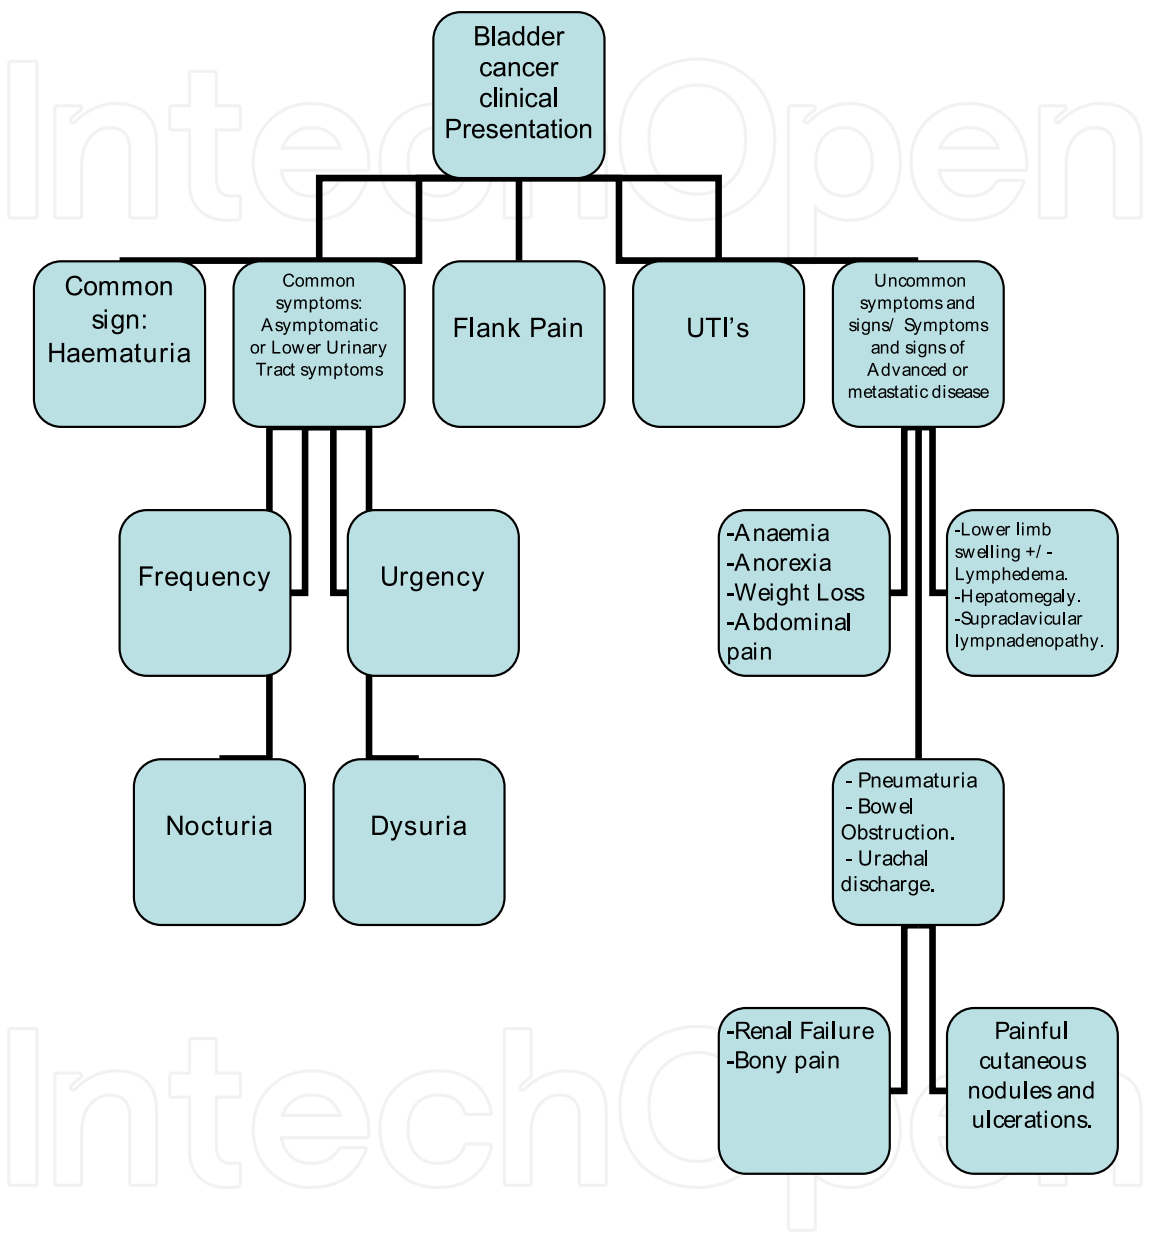 Bladder
cancer
clinical
Presentation
Common
sign:
Haematuria
Common
symptoms:
Asymptomatic
or Lower Urinary
Tract symptoms
Flank Pain
UTI's
Uncommon
symptoms and
signs/ Symptoms
and signs of
Advanced or
metastatic disease
Frequency
Urgency
-Anaemia
-Anorexia
-Weight Loss
-Abdominal
pain
-Lower limb
swelling +/ -
Lymphedema.
-Hepatomegaly.
-Supraclavicular
lympnadenopathy.
Nocturia
Dysuria
- Pneumaturia
- Bowel
Obstruction.
- Urachal
discharge.
-Renal Failure
-Bony pain
Painful
cutaneous
nodules and
ulcerations.
IntechOpen
IntechOpen